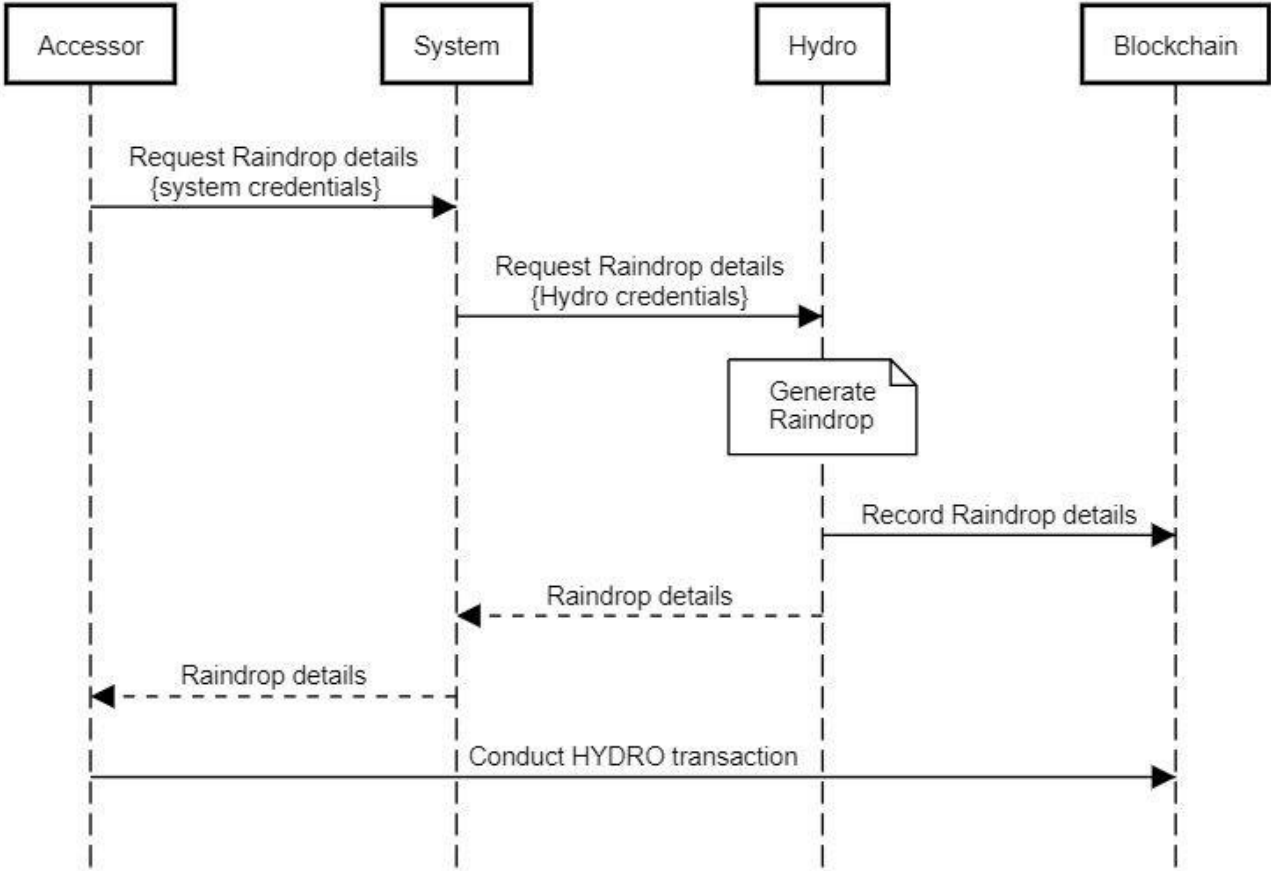 Accessor
System
Hydro
Blockchain
Request Raindrop details
{system credentials}
Request Raindrop details
{Hydro credentials}
Generate
Raindrop
Record Raindrop details
Raindrop details
Raindrop details
Conduct HYDRO transaction